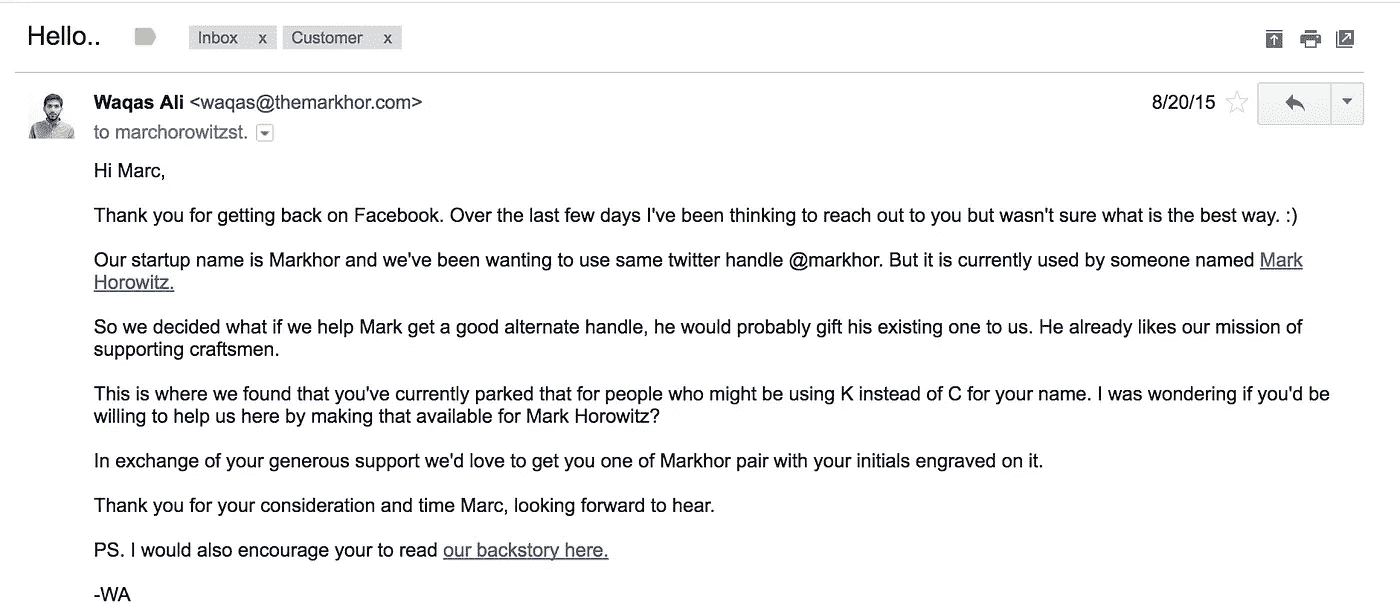 Hello..
Inbox x
Customer x
Waqas Ali <waqas@themarkhor.com>
8/20/15
to marchorowitzst.
Hi Marc,
Thank you for getting back on Facebook. Over the last few days I've been thinking to reach out to you but wasn't sure what is the best way. :)
Our startup name is Markhor and we've been wanting to use same twitter handle @markhor. But it is currently used by someone named Mark
Horowitz.
So we decided what if we help Mark get a good alternate handle, he would probably gift his existing one to us. He already likes our mission of
supporting craftsmen.
This is where we found that you've currently parked that for people who might be using K instead of C for your name. I was wondering if you'd be
willing to help us here by making that available for Mark Horowitz?
In exchange of your generous support we'd love to get you one of Markhor pair with your initials engraved on it.
Thank you for your consideration and time Marc, looking forward to hear.
PS. I would also encourage your to read our backstory here.
-WA